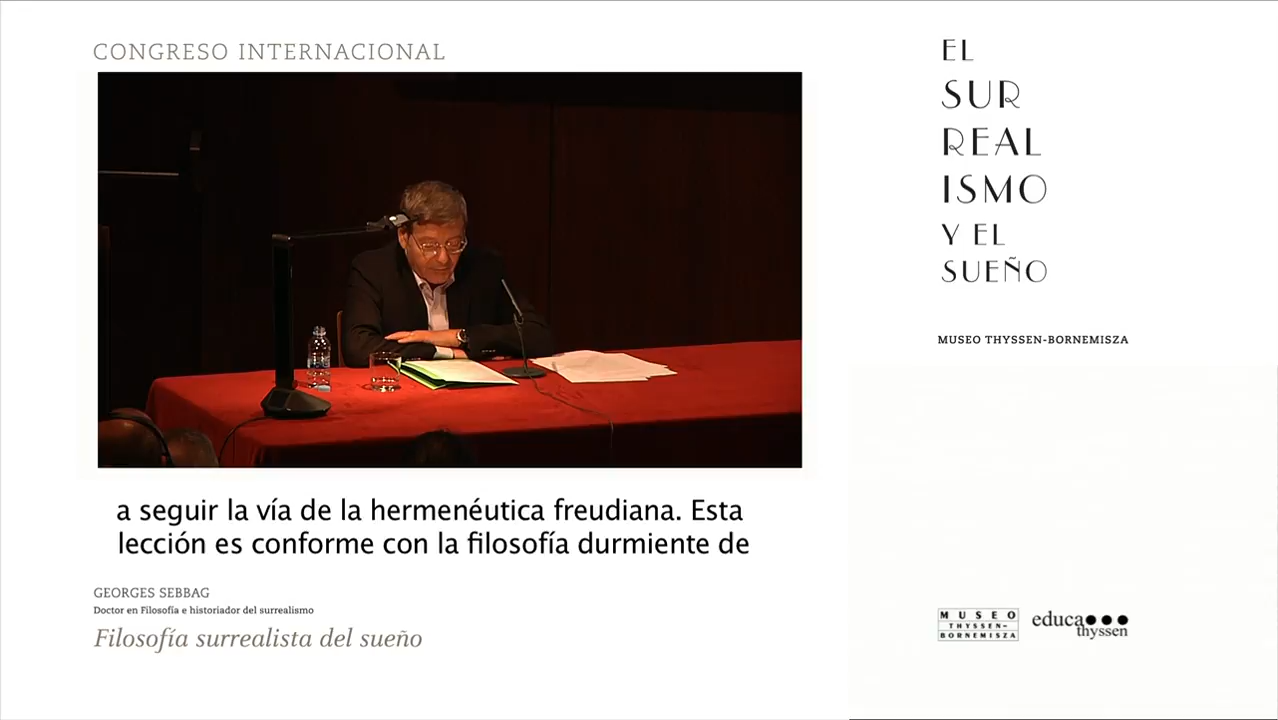 CONGRESO INTERNACIONAL
EL
SUR
REAL
ISMO
Y EL
SUEÑO
MUSEO THYSSEN-BORNEMISZA
a seguir la vía de la hermenéutica freudiana. Esta
lección es conforme con la filosofía durmiente de
GEORGES SEBBAG
Doctor en Filosofía e historiador del surrealismo
Filosofía surrealista del sueño
MUSEO
THYSSEN-
BORNEMISZA
educa
thyssen